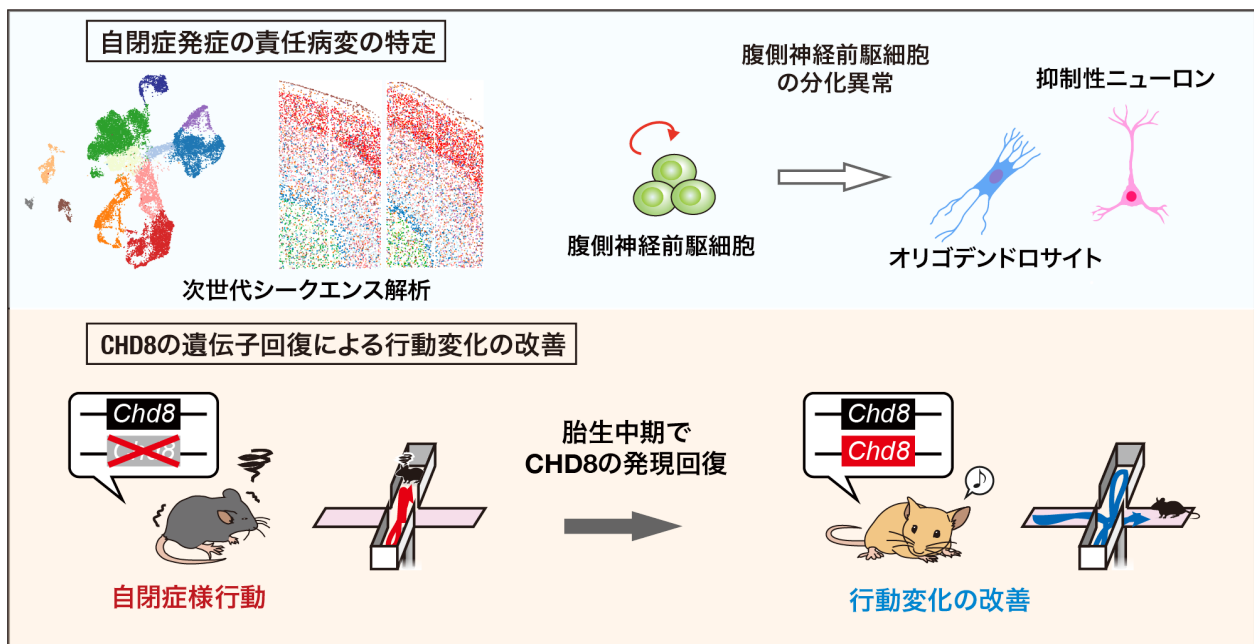 自閉症発症の責任病変の特定
次世代シークエンス解析
腹側神経前駆細胞
腹側神経前駆細胞
の分化異常
オリゴデンドロサイト
抑制性ニューロン
CHD8の遺伝子回復による行動変化の改善
Chd8
Chd8
自閉症様行動
胎生中期で
CHD8の発現回復
Chd8
Chd8
行動変化の改善